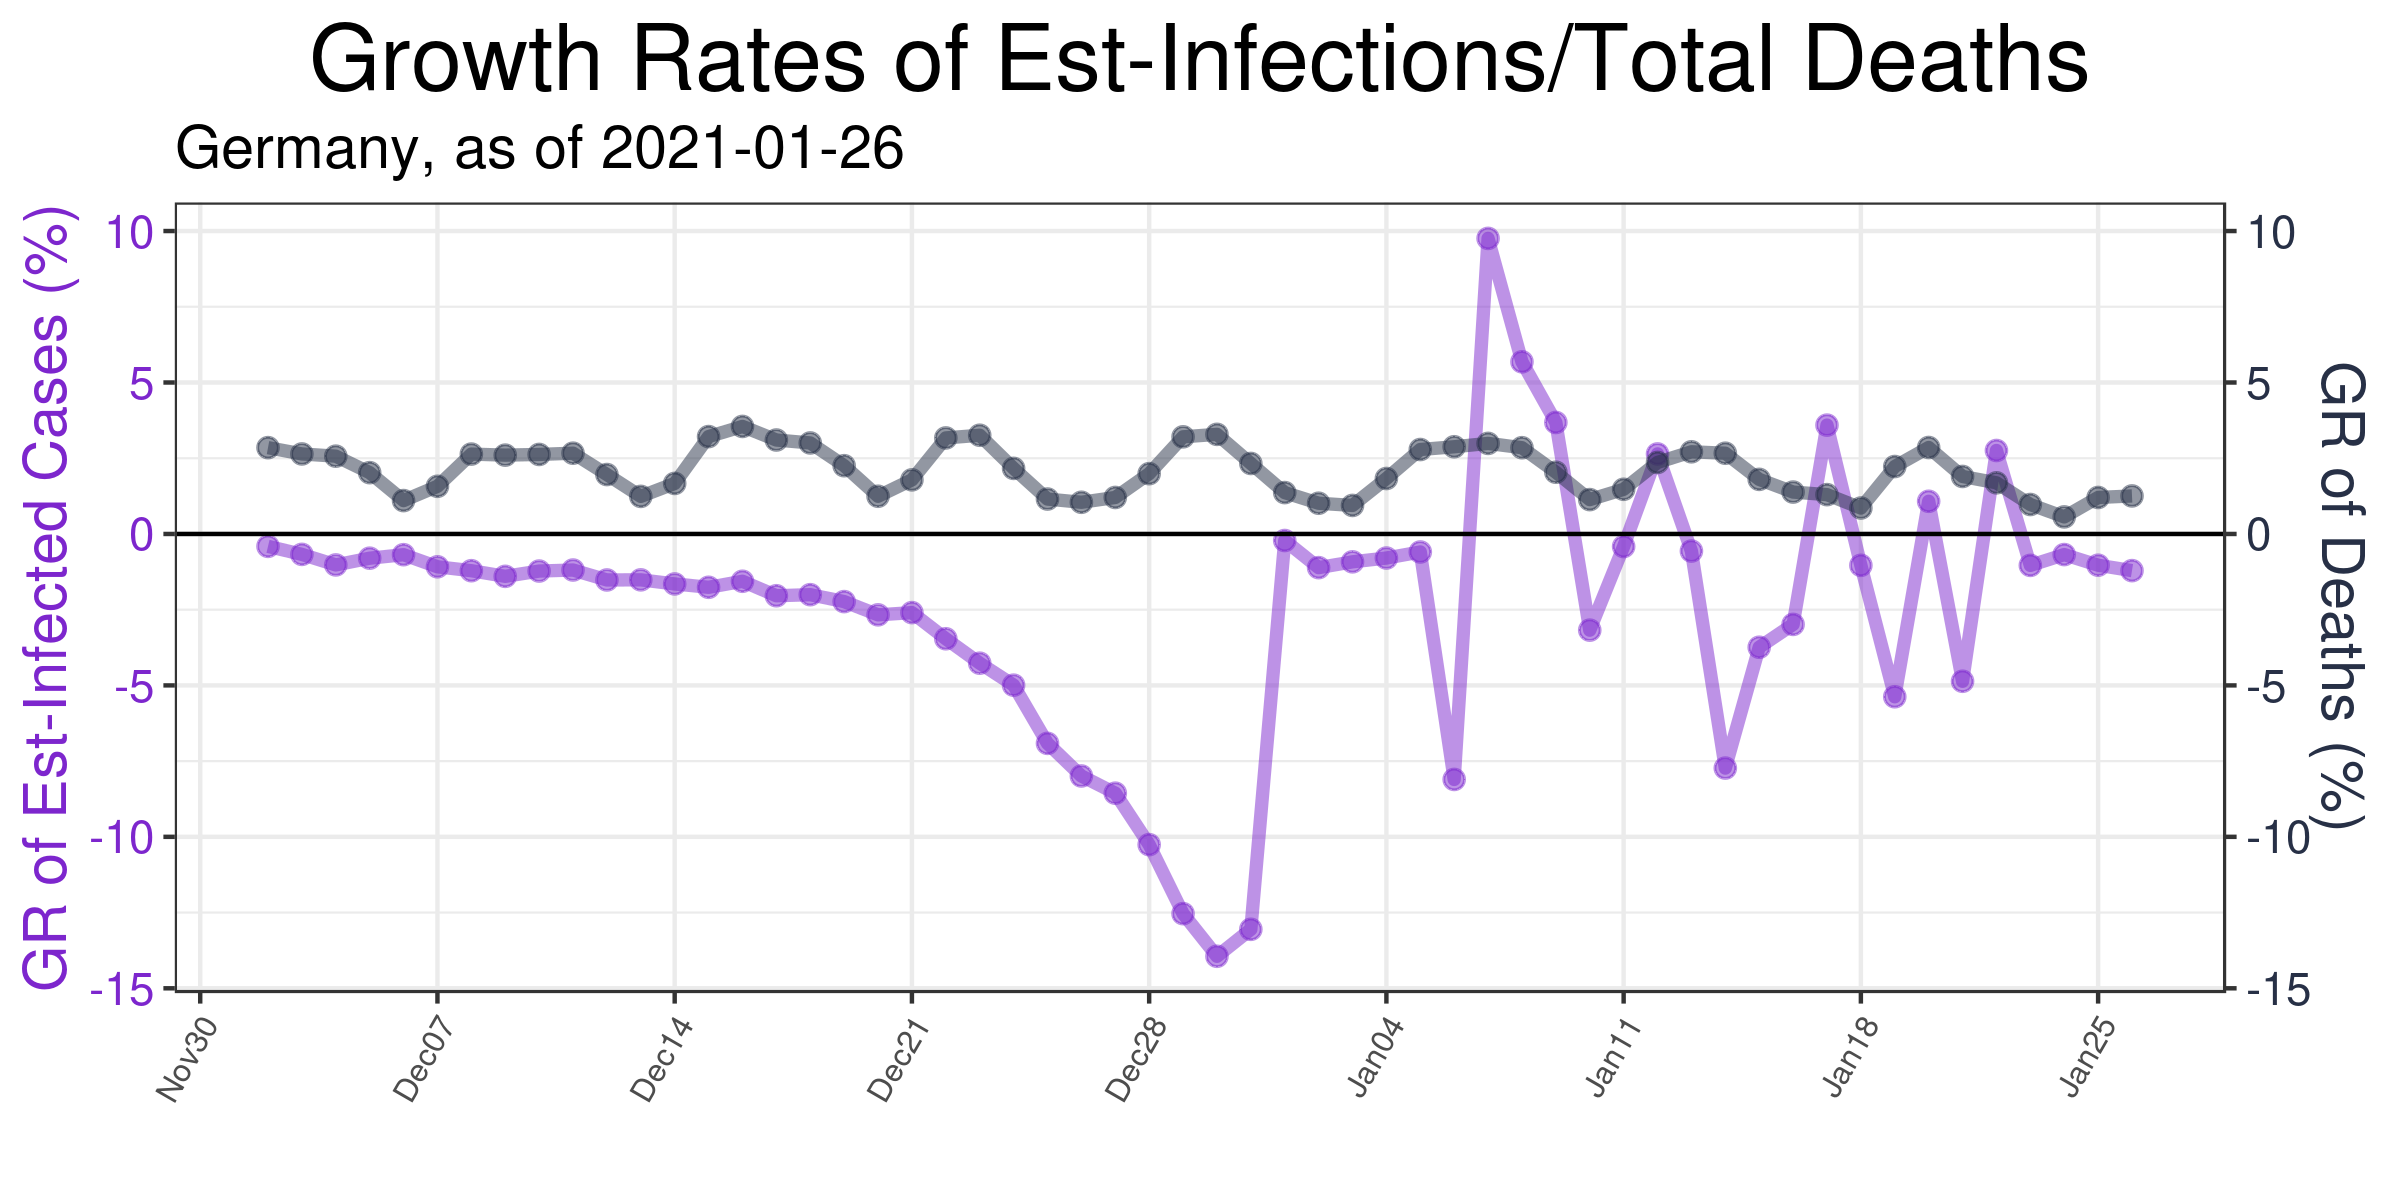 Growth Rates of Est-Infections/Total Deaths
Germany, as of 2021-01-26
GR of Est-Infected Cases (%)
10
5
0
-5
-10
-15
10
5
0
-5
-10
-15
GR of Deaths (%)
Nov30
Dec07
Dec14
Dec21
Dec28
Jan04
Jan11
Jan18
Jan25